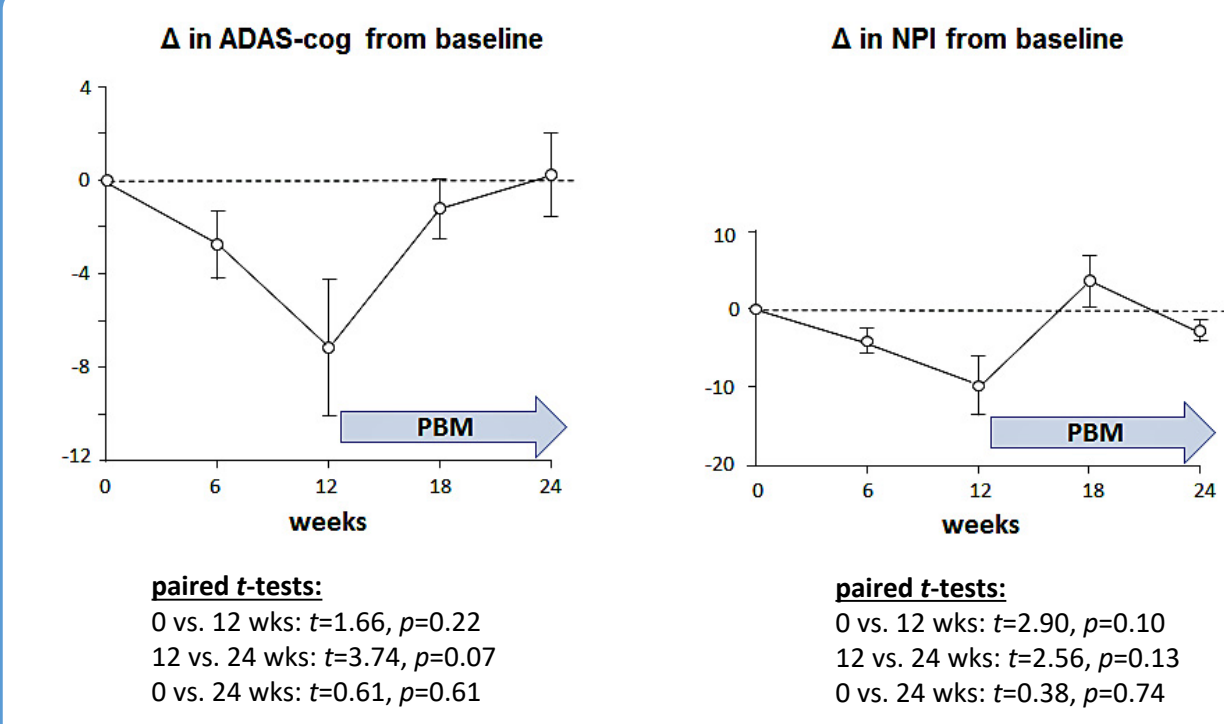 Δ in ADAS-cog from baseline
4
0
-4
-8
-12
PBM
0 6 12 18 24
weeks
paired t-tests:
0 vs. 12 wks: t=1.66, p=0.22
12 vs. 24 wks: t=3.74, p=0.07
0 vs. 24 wks: t=0.61, p=0.61
Δ in NPI from baseline
10
0
-10
-20
PBM
0 6 12 18 24
weeks
paired t-tests:
0 vs. 12 wks: t=2.90, p=0.10
12 vs. 24 wks: t=2.56, p=0.13
0 vs. 24 wks: t=0.38, p=0.74